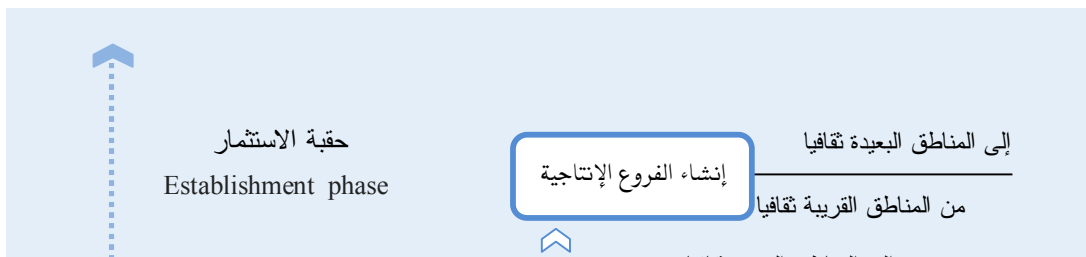 إلى المناطق البعيدة ثقافيا
من المناطق القريبة ثقافيا
إنشاء الفروع الإنتاجية
حقبة الاستثمار
Establishment phase